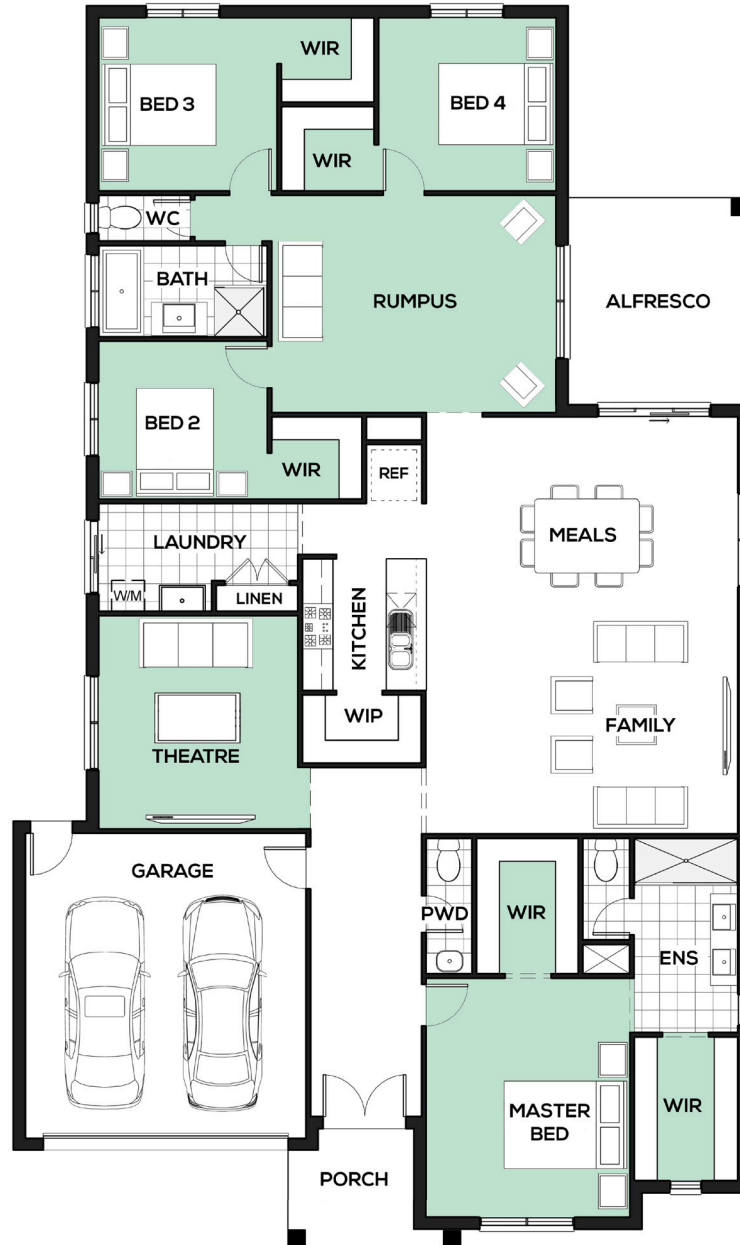 WIR
BED 3
BED 4
WIR
WC
BATH
RUMPUS
ALFRESCO
BED 2
WIR
REF
MEALS
LAUNDRY
W/M
LINEN
KITCHEN
WIP
FAMILY
THEATRE
GARAGE
PWD
WIR
ENS
MASTER
BED
WIR
PORCH